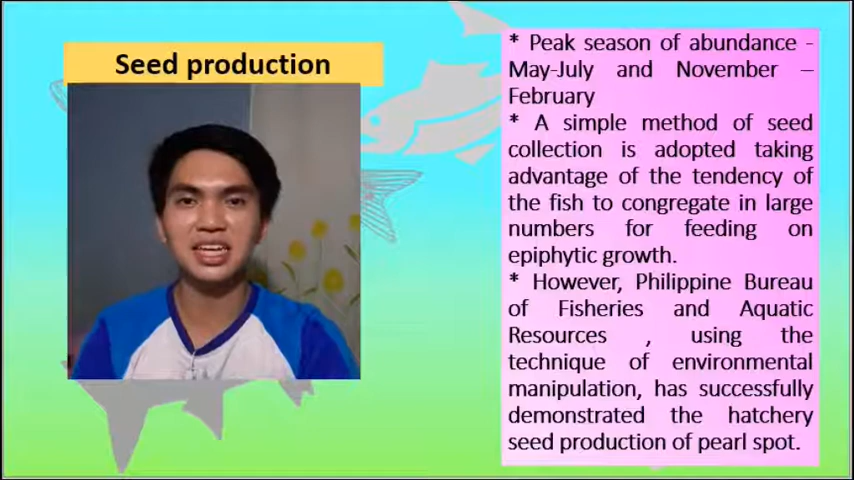 Seed production
* Peak season of abundance -
May-July and November –
February
* A simple method of seed
collection is adopted taking
advantage of the tendency of
the fish to congregate in large
numbers for feeding on
epiphytic growth.
* However, Philippine Bureau
of Fisheries and Aquatic
Resources , using the
technique of environmental
manipulation, has successfully
demonstrated the hatchery
seed production of pearl spot.